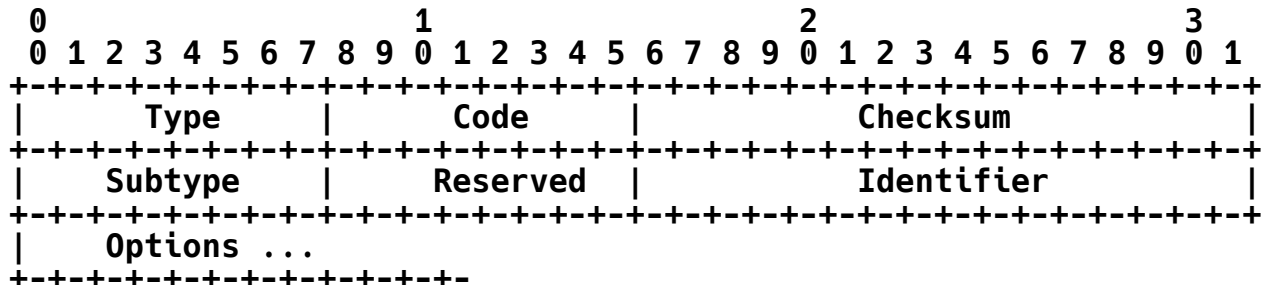 0                   1                   2                   3
 0 1 2 3 4 5 6 7 8 9 0 1 2 3 4 5 6 7 8 9 0 1 2 3 4 5 6 7 8 9 0 1
+-+-+-+-+-+-+-+-+-+-+-+-+-+-+-+-+-+-+-+-+-+-+-+-+-+-+-+-+-+-+-+-+
|      Type     |      Code     |           Checksum            |
+-+-+-+-+-+-+-+-+-+-+-+-+-+-+-+-+-+-+-+-+-+-+-+-+-+-+-+-+-+-+-+-+
|    Subtype    |     Reserved  |           Identifier          |
+-+-+-+-+-+-+-+-+-+-+-+-+-+-+-+-+-+-+-+-+-+-+-+-+-+-+-+-+-+-+-+-+
|    Options ...
+-+-+-+-+-+-+-+-+-+-+-+-